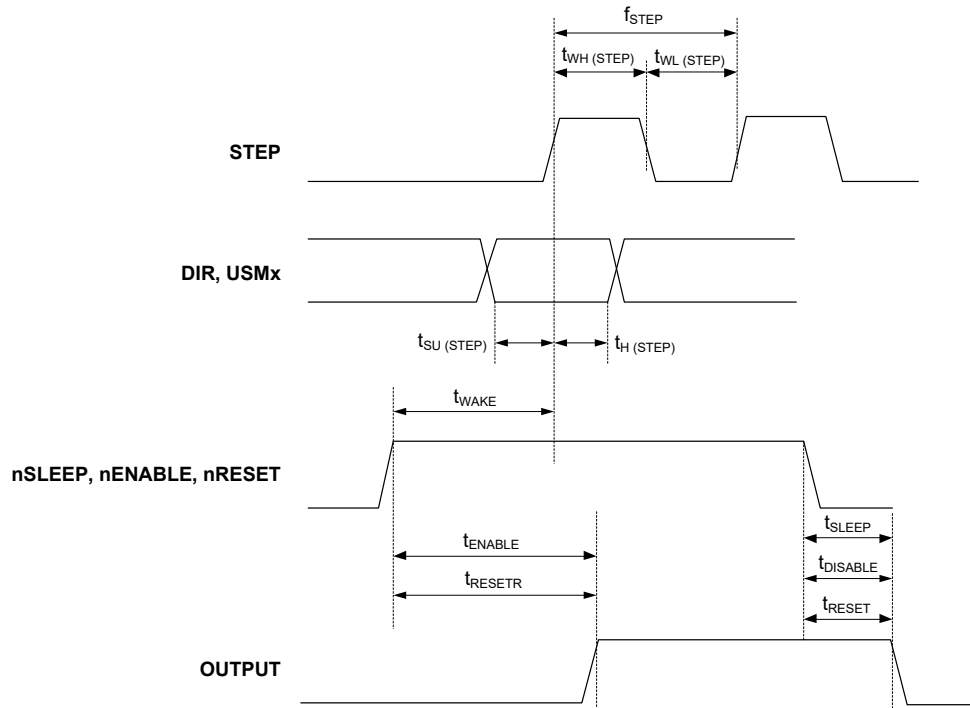 fSTEP
tWH (STEP) tWL (STEP)
STEP
DIR, USMx
tSU (STEP) tH (STEP)
tWAKE
nSLEEP, nENABLE, nRESET
tSLEEP
tENABLE
tDISABLE
tRESETR
tRESET
OUTPUT